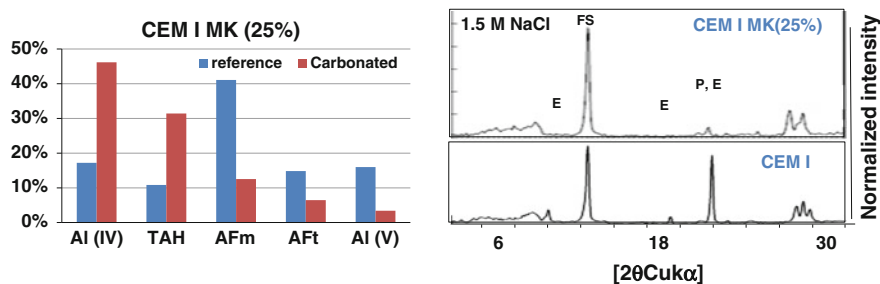 CEM I MK (25%)
reference Carbonated
50%
40%
30%
20%
10%
0%
Al (IV) TAH AFm AFt Al (V)
1.5 M NaCl
FS
CEM I MK(25%)
E
E
P, E
CEM I
6 18 30
[2θCukα]
Normalized intensity